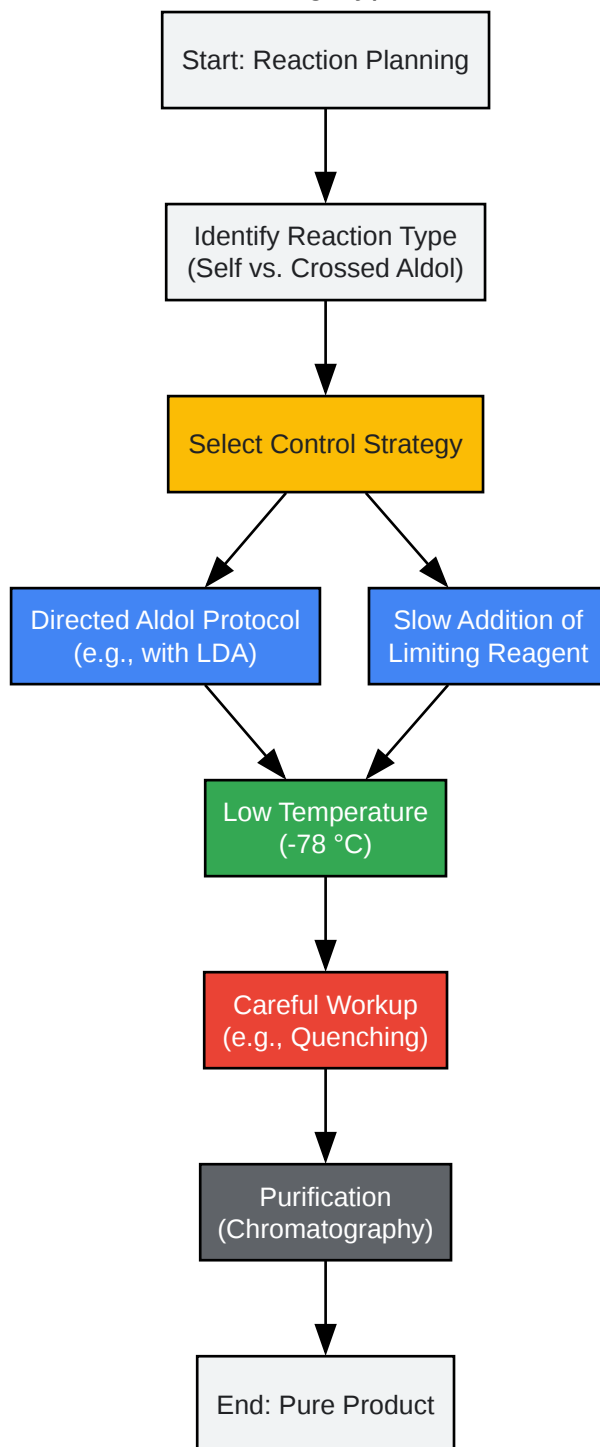 Start: Reaction Planning
Identify Reaction Type
(Self vs. Crossed Aldol)
Select Control Strategy
Directed Aldol Protocol
(e.g., with LDA)
Slow Addition of
Limiting Reagent
Low Temperature
(-78 °C)
Careful Workup
(e.g., Quenching)
Purification
(Chromatography)
End: Pure Product